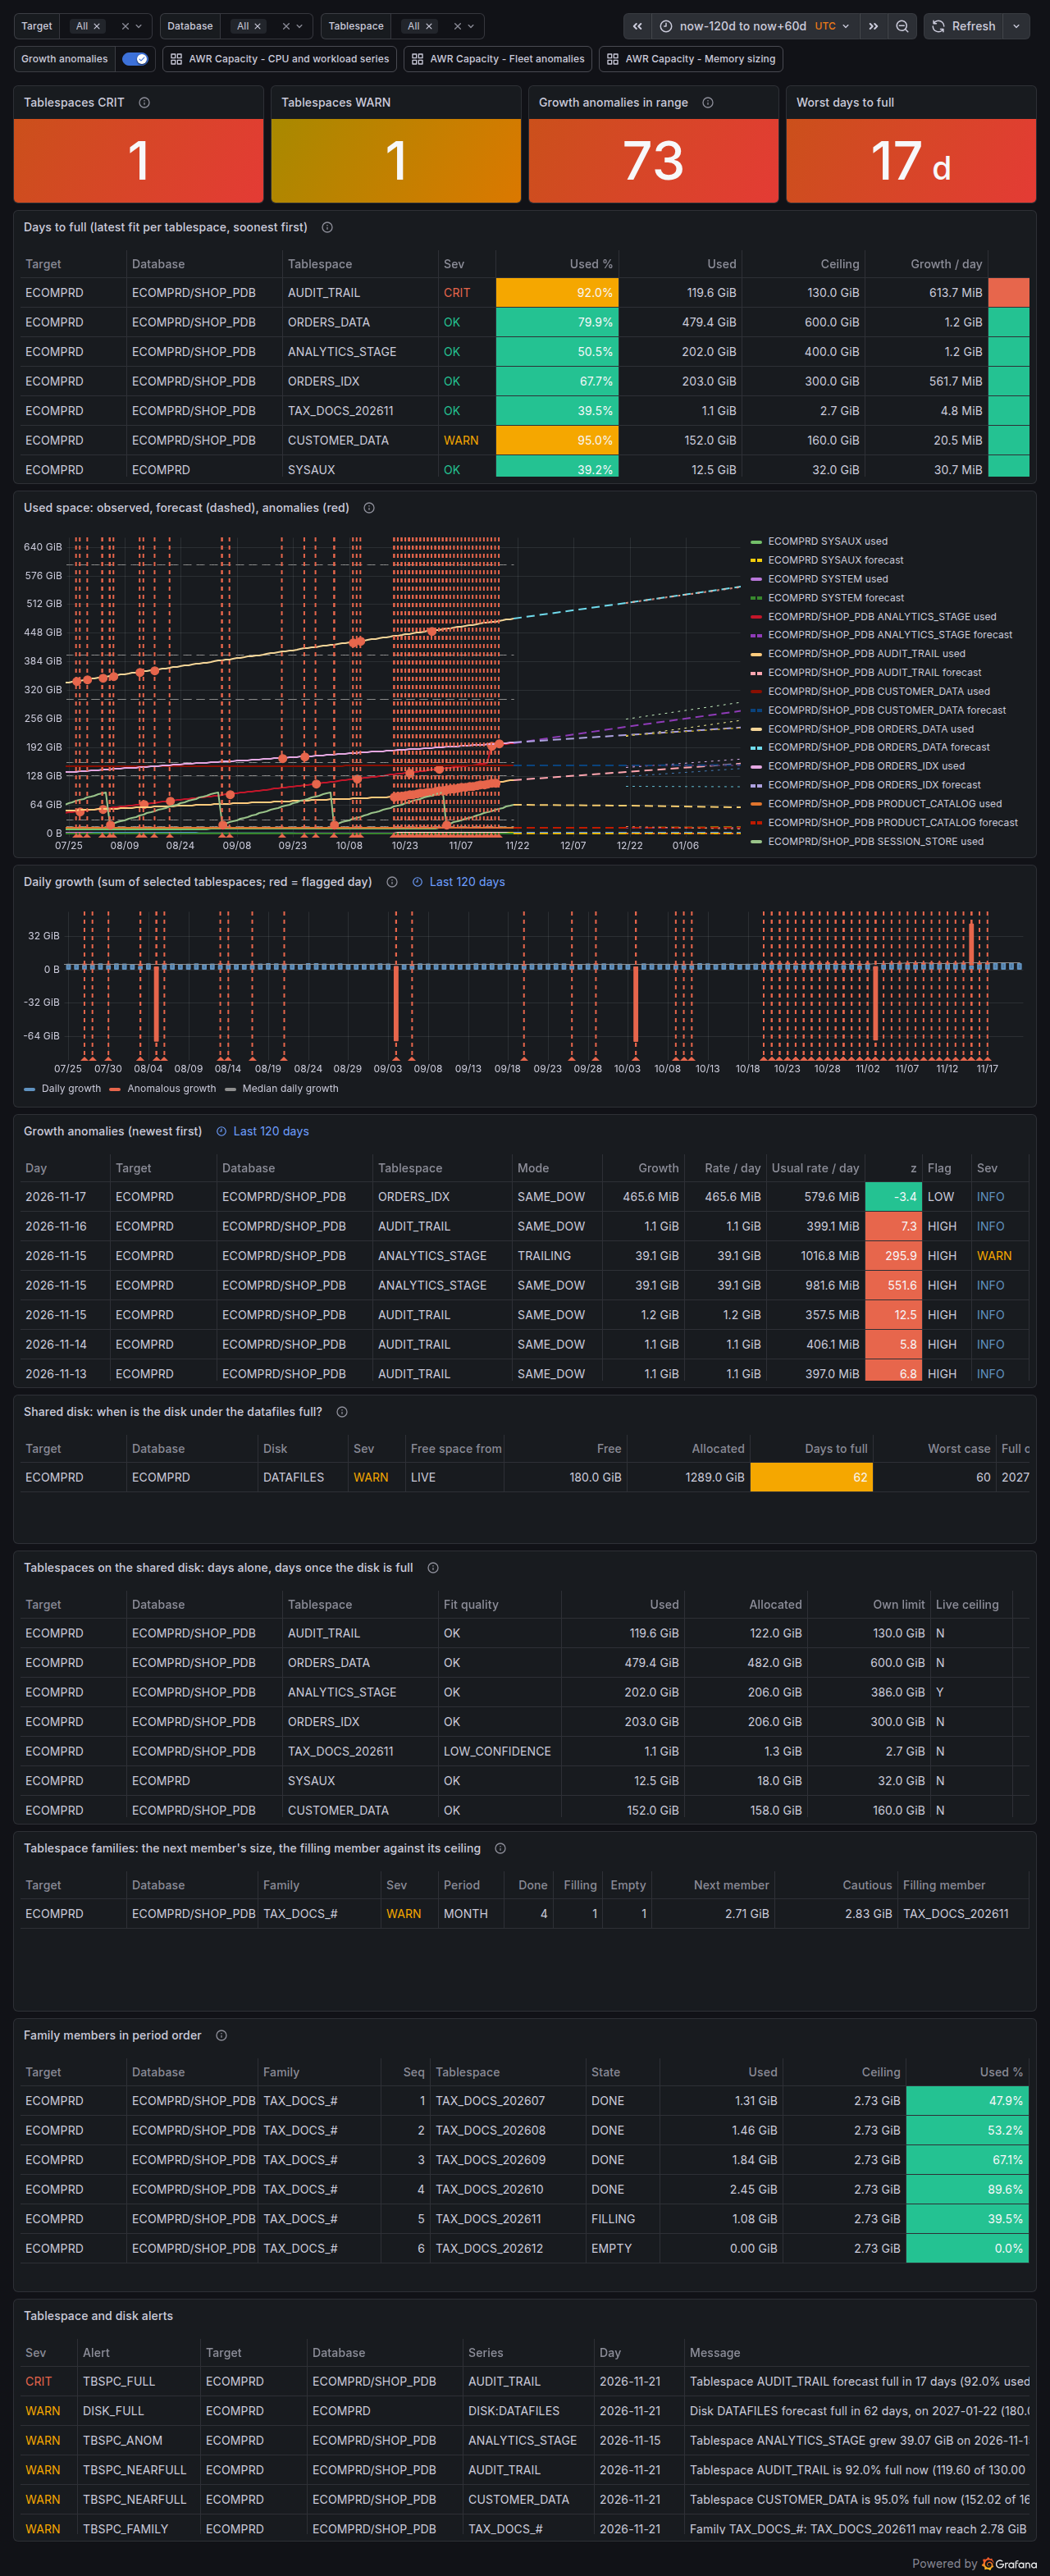 Target All × × Database All × × Tablespace All × × now-120d to now+60d UTC Refresh
Growth anomalies AWR Capacity - CPU and workload series AWR Capacity - Fleet anomalies AWR Capacity - Memory sizing
Tablespaces CRIT Tablespaces WARN Growth anomalies in range Worst days to full
1 1 73 17 d
Days to full (latest fit per tablespace, soonest first)
Target Database Tablespace Sev Used % Used Ceiling Growth / day
ECOMPRD ECOMPRD/SHOP_PDB AUDIT_TRAIL CRIT 92.0% 119.6 GiB 130.0 GiB 613.7 MiB
ECOMPRD ECOMPRD/SHOP_PDB ORDERS_DATA OK 79.9% 479.4 GiB 600.0 GiB 1.2 GiB
ECOMPRD ECOMPRD/SHOP_PDB ANALYTICS_STAGE OK 50.5% 202.0 GiB 400.0 GiB 1.2 GiB
ECOMPRD ECOMPRD/SHOP_PDB ORDERS_IDX OK 67.7% 203.0 GiB 300.0 GiB 561.7 MiB
ECOMPRD ECOMPRD/SHOP_PDB TAX_DOCS_202611 OK 39.5% 1.1 GiB 2.7 GiB 4.8 MiB
ECOMPRD ECOMPRD/SHOP_PDB CUSTOMER_DATA WARN 95.0% 152.0 GiB 160.0 GiB 20.5 MiB
ECOMPRD ECOMPRD SYSAUX OK 39.2% 12.5 GiB 32.0 GiB 30.7 MiB
Used space: observed, forecast (dashed), anomalies (red)
640 GiB
576 GiB
512 GiB
448 GiB
384 GiB
320 GiB
256 GiB
192 GiB
128 GiB
64 GiB
0 B
07/25 08/09 08/24 09/08 09/23 10/08 10/23 11/07 11/22 12/07 12/22 01/06
ECOMPRD SYSAUX used
ECOMPRD SYSAUX forecast
ECOMPRD SYSTEM used
ECOMPRD SYSTEM forecast
ECOMPRD/SHOP_PDB ANALYTICS_STAGE used
ECOMPRD/SHOP_PDB ANALYTICS_STAGE forecast
ECOMPRD/SHOP_PDB AUDIT_TRAIL used
ECOMPRD/SHOP_PDB AUDIT_TRAIL forecast
ECOMPRD/SHOP_PDB CUSTOMER_DATA used
ECOMPRD/SHOP_PDB CUSTOMER_DATA forecast
ECOMPRD/SHOP_PDB ORDERS_DATA used
ECOMPRD/SHOP_PDB ORDERS_DATA forecast
ECOMPRD/SHOP_PDB ORDERS_IDX used
ECOMPRD/SHOP_PDB ORDERS_IDX forecast
ECOMPRD/SHOP_PDB PRODUCT_CATALOG used
ECOMPRD/SHOP_PDB PRODUCT_CATALOG forecast
ECOMPRD/SHOP_PDB SESSION_STORE used
Daily growth (sum of selected tablespaces; red = flagged day) Last 120 days
32 GiB
0 B
-32 GiB
-64 GiB
07/25 07/30 08/04 08/09 08/14 08/19 08/24 08/29 09/03 09/08 09/13 09/18 09/23 09/28 10/03 10/08 10/13 10/18 10/23 10/28 11/02 11/07 11/12 11/17
Daily growth Anomalous growth Median daily growth
Growth anomalies (newest first) Last 120 days
Day Target Database Tablespace Mode Growth Rate / day Usual rate / day z Flag Sev
2026-11-17 ECOMPRD ECOMPRD/SHOP_PDB ORDERS_IDX SAME_DOW 465.6 MiB 465.6 MiB 579.6 MiB -3.4 LOW INFO
2026-11-16 ECOMPRD ECOMPRD/SHOP_PDB AUDIT_TRAIL SAME_DOW 1.1 GiB 1.1 GiB 399.1 MiB 7.3 HIGH INFO
2026-11-15 ECOMPRD ECOMPRD/SHOP_PDB ANALYTICS_STAGE TRAILING 39.1 GiB 39.1 GiB 1016.8 MiB 295.9 HIGH WARN
2026-11-15 ECOMPRD ECOMPRD/SHOP_PDB ANALYTICS_STAGE SAME_DOW 39.1 GiB 39.1 GiB 981.6 MiB 551.6 HIGH INFO
2026-11-15 ECOMPRD ECOMPRD/SHOP_PDB AUDIT_TRAIL SAME_DOW 1.2 GiB 1.2 GiB 357.5 MiB 12.5 HIGH INFO
2026-11-14 ECOMPRD ECOMPRD/SHOP_PDB AUDIT_TRAIL SAME_DOW 1.1 GiB 1.1 GiB 406.1 MiB 5.8 HIGH INFO
2026-11-13 ECOMPRD ECOMPRD/SHOP_PDB AUDIT_TRAIL SAME_DOW 1.1 GiB 1.1 GiB 397.0 MiB 6.8 HIGH INFO
Shared disk: when is the disk under the datafiles full?
Target Database Disk Sev Free space from Free Allocated Days to full Worst case Full
ECOMPRD ECOMPRD DATAFILES WARN LIVE 180.0 GiB 1289.0 GiB 62 60 2027
Tablespaces on the shared disk: days alone, days once the disk is full
Target Database Tablespace Fit quality Used Allocated Own limit Live ceiling
ECOMPRD ECOMPRD/SHOP_PDB AUDIT_TRAIL OK 119.6 GiB 122.0 GiB 130.0 GiB N
ECOMPRD ECOMPRD/SHOP_PDB ORDERS_DATA OK 479.4 GiB 482.0 GiB 600.0 GiB N
ECOMPRD ECOMPRD/SHOP_PDB ANALYTICS_STAGE OK 202.0 GiB 206.0 GiB 386.0 GiB Y
ECOMPRD ECOMPRD/SHOP_PDB ORDERS_IDX OK 203.0 GiB 206.0 GiB 300.0 GiB N
ECOMPRD ECOMPRD/SHOP_PDB TAX_DOCS_202611 LOW_CONFIDENCE 1.1 GiB 1.3 GiB 2.7 GiB N
ECOMPRD ECOMPRD SYSAUX OK 12.5 GiB 18.0 GiB 32.0 GiB N
ECOMPRD ECOMPRD/SHOP_PDB CUSTOMER_DATA OK 152.0 GiB 158.0 GiB 160.0 GiB N
Tablespace families: the next member's size, the filling member against its ceiling
Target Database Family Sev Period Done Filling Empty Next member Cautious Filling member
ECOMPRD ECOMPRD/SHOP_PDB TAX_DOCS_# WARN MONTH 4 1 1 2.71 GiB 2.83 GiB TAX_DOCS_202611
Family members in period order
Target Database Family Seq Tablespace State Used Ceiling Used %
ECOMPRD ECOMPRD/SHOP_PDB TAX_DOCS_# 1 TAX_DOCS_202607 DONE 1.31 GiB 2.73 GiB 47.9%
ECOMPRD ECOMPRD/SHOP_PDB TAX_DOCS_# 2 TAX_DOCS_202608 DONE 1.46 GiB 2.73 GiB 53.2%
ECOMPRD ECOMPRD/SHOP_PDB TAX_DOCS_# 3 TAX_DOCS_202609 DONE 1.84 GiB 2.73 GiB 67.1%
ECOMPRD ECOMPRD/SHOP_PDB TAX_DOCS_# 4 TAX_DOCS_202610 DONE 2.45 GiB 2.73 GiB 89.6%
ECOMPRD ECOMPRD/SHOP_PDB TAX_DOCS_# 5 TAX_DOCS_202611 FILLING 1.08 GiB 2.73 GiB 39.5%
ECOMPRD ECOMPRD/SHOP_PDB TAX_DOCS_# 6 TAX_DOCS_202612 EMPTY 0.00 GiB 2.73 GiB 0.0%
Tablespace and disk alerts
Sev Alert Target Database Series Day Message
CRIT TBSPC_FULL ECOMPRD ECOMPRD/SHOP_PDB AUDIT_TRAIL 2026-11-21 Tablespace AUDIT_TRAIL forecast full in 17 days (92.0% used
WARN DISK_FULL ECOMPRD ECOMPRD DISK:DATAFILES 2026-11-21 Disk DATAFILES forecast full in 62 days, on 2027-01-22 (180.0
WARN TBSPC_ANOM ECOMPRD ECOMPRD/SHOP_PDB ANALYTICS_STAGE 2026-11-15 Tablespace ANALYTICS_STAGE grew 39.07 GiB on 2026-11-1
WARN TBSPC_NEARFULL ECOMPRD ECOMPRD/SHOP_PDB AUDIT_TRAIL 2026-11-21 Tablespace AUDIT_TRAIL is 92.0% full now (119.60 of 130.00
WARN TBSPC_NEARFULL ECOMPRD ECOMPRD/SHOP_PDB CUSTOMER_DATA 2026-11-21 Tablespace CUSTOMER_DATA is 95.0% full now (152.02 of 16
WARN TBSPC_FAMILY ECOMPRD ECOMPRD/SHOP_PDB TAX_DOCS_# 2026-11-21 Family TAX_DOCS_#: TAX_DOCS_202611 may reach 2.78 GiB
Powered by Grafana